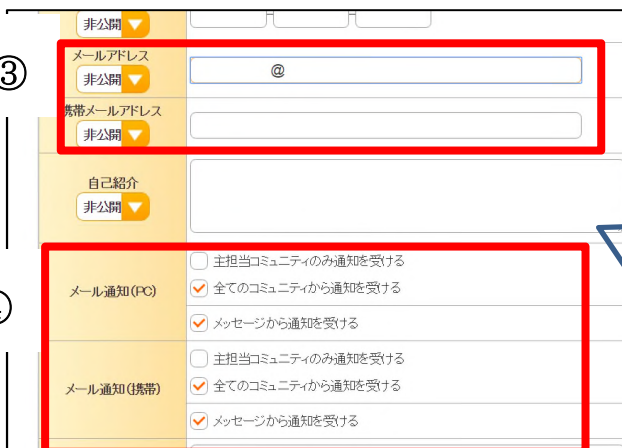 非公開
③
メールアドレス
非公開
@
携帯メールアドレス
非公開
自己紹介
非公開
メール通知(PC)
主担当コミュニティのみ通知を受ける
全てのコミュニティから通知を受ける
メッセージから通知を受ける
メール通知(携帯)
主担当コミュニティのみ通知を受ける
全てのコミュニティから通知を受ける
メッセージから通知を受ける